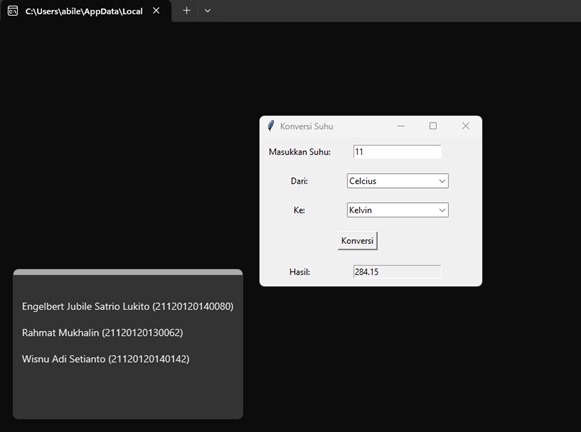 C:\Users\abile\AppData\Local
Konversi Suhu
Masukkan Suhu: 11
Dari: Celcius
Ke: Kelvin
Konversi
Hasil: 284.15
Engelbert Jubile Satrio Lukito (21120120140080)
Rahmat Mukhalin (21120120130062)
Wisnu Adi Setianto (21120120140142)